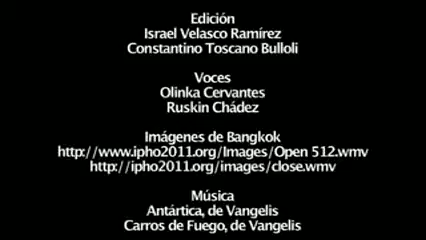 Edición
Israel Velasco Ramírez
Constantino Toscano Bulloli
Voces
Olinka Cervantes
Ruskin Chádez
Imágenes de Bangkok
http://www.ipho2011.org/Images/Open 512.wmv
http://ipho2011.org/images/close.wmv
Música
Antártica, de Vangelis
Carros de Fuego, de Vangelis